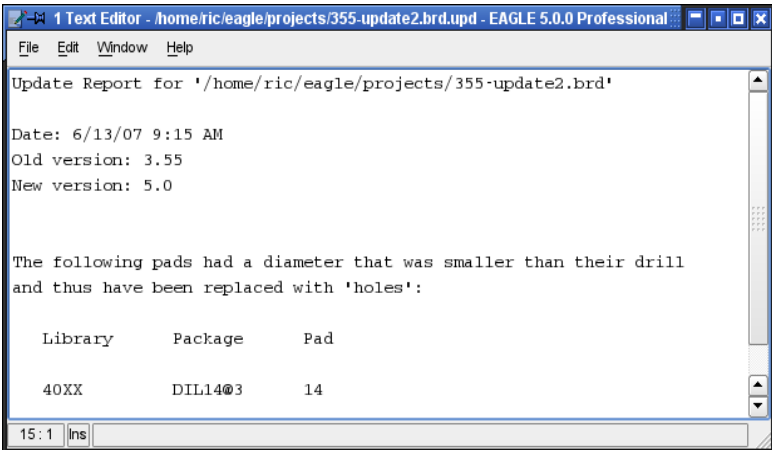 1 Text Editor - /home/ric/eagle/projects/355-update2.brd.upd - EAGLE 5.0.0 Professional
File Edit Window Help
Update Report for '/home/ric/eagle/projects/355-update2.brd'
Date: 6/13/07 9:15 AM
Old version: 3.55
New version: 5.0
The following pads had a diameter that was smaller than their drill
and thus have been replaced with 'holes':
Library Package Pad
40XX DIL14@3 14
15:1 Ins